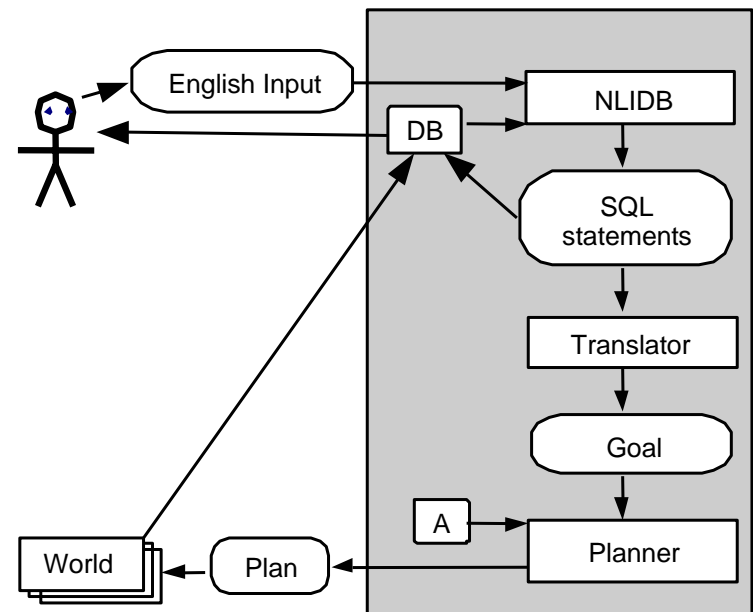 English Input
NLIDB
DB
SQL
statements
Translator
Goal
A
Planner
World
Plan